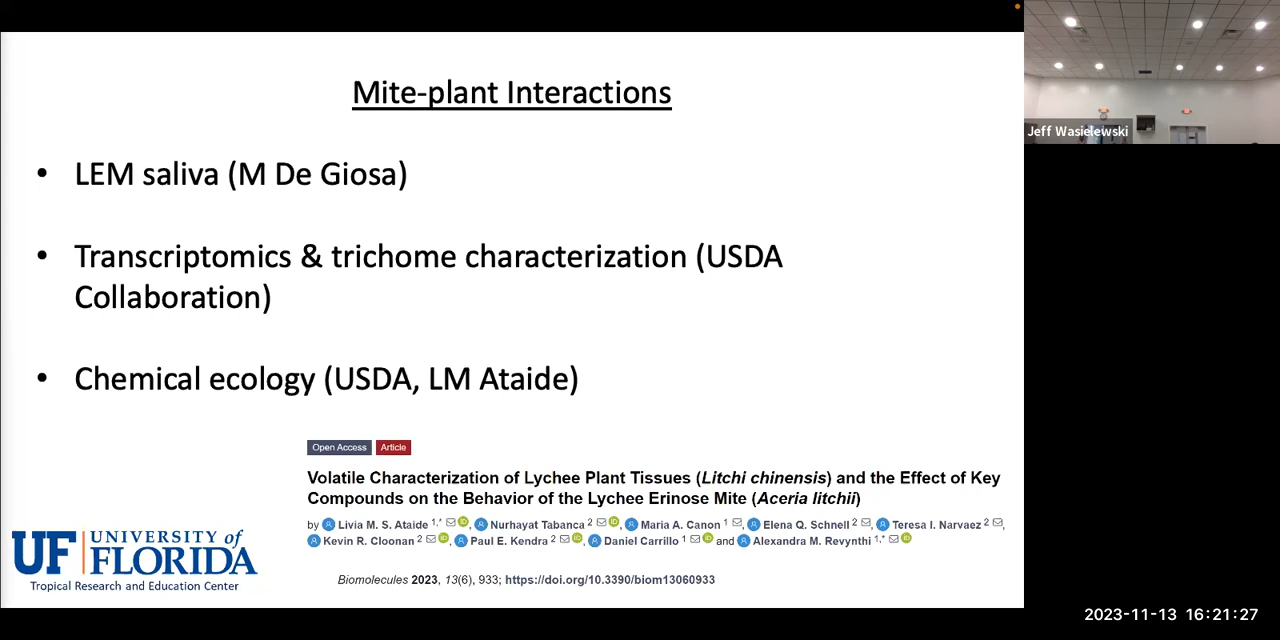 Mite-plant Interactions
• LEM saliva (M De Giosa)
• Transcriptomics & trichome characterization (USDA
Collaboration)
• Chemical ecology (USDA, LM Ataide)
Open Access Article
Volatile Characterization of Lychee Plant Tissues (Litchi chinensis) and the Effect of Key
Compounds on the Behavior of the Lychee Erinose Mite (Aceria litchii)
by Livia M. S. Ataide 1,*, Nurhayat Tabanca 2, Maria A. Canon 1, Elena Q. Schnell 2, Teresa I. Narvaez 2,
Kevin R. Cloonan 2, Paul E. Kendra 2, Daniel Carrillo 1 and Alexandra M. Revynthi 1,*
Biomolecules 2023, 13(6), 933; https://doi.org/10.3390/biom13060933
UF UNIVERSITY of
FLORIDA
Tropical Research and Education Center
Jeff Wasielewski
2023-11-13 16:21:27